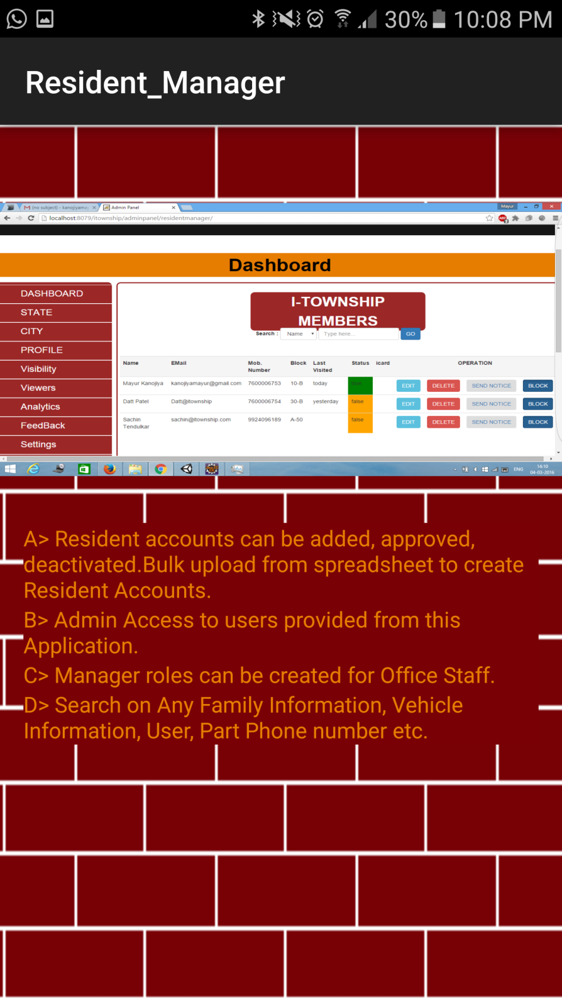 30% 10:08 PM
Resident_Manager
(no subject) - kanojiyama
Admin Panel
Mayur
localhost:8079/itownship/adminpanel/residentmanager/
Dashboard
DASHBOARD
STATE
CITY
PROFILE
Visibility
Viewers
Analytics
FeedBack
Settings
I-TOWNSHIP
MEMBERS
Search : Name Type here... GO
Name EMail Mob. Number Block Last Visited Status icard OPERATION
Mayur Kanojiya kanojiyamayur@gmail.com 7600006753 10-B today true EDIT DELETE SEND NOTICE BLOCK
Datt Patel Datt@itownship 7600006754 30-B yesterday false EDIT DELETE SEND NOTICE BLOCK
Sachin Tendulkar sachin@itownship.com 9924096189 A-50 false EDIT DELETE SEND NOTICE BLOCK
ENG 14:10
04-03-2016
A> Resident accounts can be added, approved,
deactivated.Bulk upload from spreadsheet to create
Resident Accounts.
B> Admin Access to users provided from this
Application.
C> Manager roles can be created for Office Staff.
D> Search on Any Family Information, Vehicle
Information, User, Part Phone number etc.